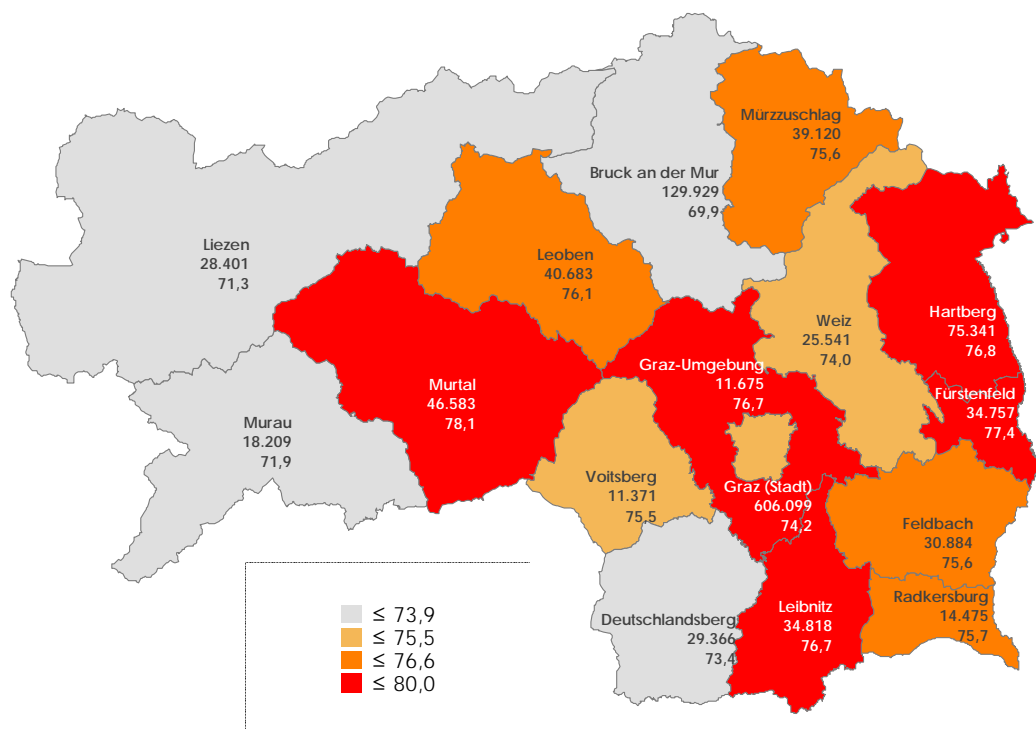 Mürzzuschlag
39.120
75,6
Bruck an der Mur
129.929
69,9
Liezen
28.401
71,3
Leoben
40.683
76,1
Weiz
25.541
74,0
Hartberg
75.341
76,8
Graz-Umgebung
11.675
76,7
Murtal
46.583
78,1
Fürstenfeld
34.757
77,4
Murau
18.209
71,9
Voitsberg
11.371
75,5
Graz (Stadt)
606.099
74,2
Feldbach
30.884
75,6
Radkersburg
14.475
75,7
Deutschlandsberg
29.366
73,4
Leibnitz
34.818
76,7
≤ 73,9
≤ 75,5
≤ 76,6
≤ 80,0